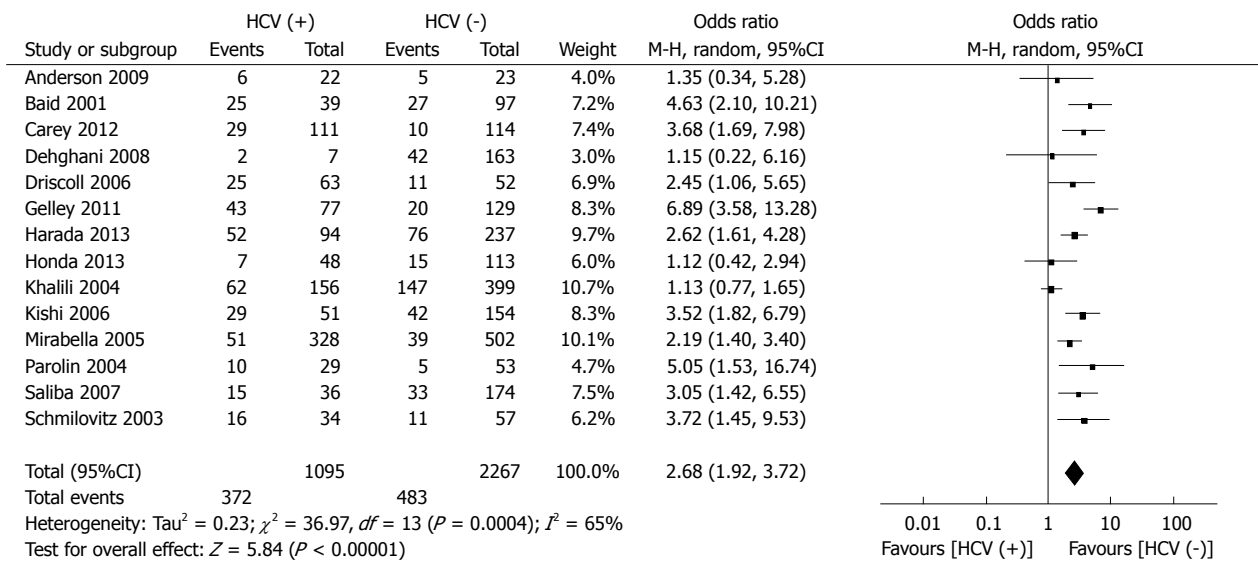 HCV (+) HCV (-) Odds ratio Odds ratio
Study or subgroup Events Total Events Total Weight M-H, random, 95%CI M-H, random, 95%CI
Anderson 2009 6 22 5 23 4.0% 1.35 (0.34, 5.28)
Baid 2001 25 39 27 97 7.2% 4.63 (2.10, 10.21)
Carey 2012 29 111 10 114 7.4% 3.68 (1.69, 7.98)
Dehghani 2008 2 7 42 163 3.0% 1.15 (0.22, 6.16)
Driscoll 2006 25 63 11 52 6.9% 2.45 (1.06, 5.65)
Gelley 2011 43 77 20 129 8.3% 6.89 (3.58, 13.28)
Harada 2013 52 94 76 237 9.7% 2.62 (1.61, 4.28)
Honda 2013 7 48 15 113 6.0% 1.12 (0.42, 2.94)
Khalili 2004 62 156 147 399 10.7% 1.13 (0.77, 1.65)
Kishi 2006 29 51 42 154 8.3% 3.52 (1.82, 6.79)
Mirabella 2005 51 328 39 502 10.1% 2.19 (1.40, 3.40)
Parolin 2004 10 29 5 53 4.7% 5.05 (1.53, 16.74)
Saliba 2007 15 36 33 174 7.5% 3.05 (1.42, 6.55)
Schmilovitz 2003 16 34 11 57 6.2% 3.72 (1.45, 9.53)
Total (95%CI) 1095 2267 100.0% 2.68 (1.92, 3.72)
Total events 372 483
Heterogeneity: Tau² = 0.23; χ² = 36.97, df = 13 (P = 0.0004); I² = 65%
Test for overall effect: Z = 5.84 (P < 0.00001)
0.01 0.1 1 10 100
Favours [HCV (+)] Favours [HCV (-)]